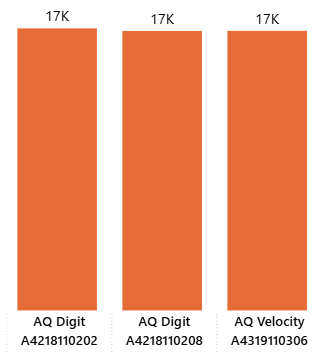 17K 17K 17K
AQ Digit AQ Digit AQ Velocity
A4218110202 A4218110208 A4319110306